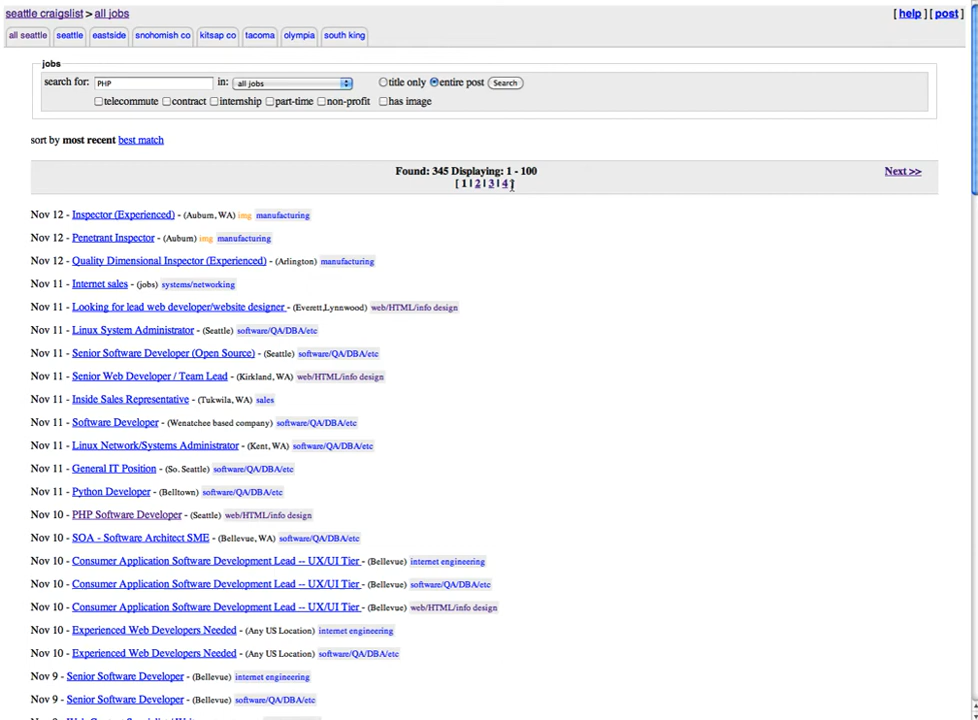 seattle craigslist > all jobs [ help ] [ post ]
all seattle seattle eastside snohomish co kitsap co tacoma olympia south king
jobs
search for: PHP in: all jobs title only entire post Search
telecommute contract internship part-time non-profit has image
sort by most recent best match
Found: 345 Displaying: 1 - 100 Next >>
[ 1 | 2 | 3 | 4 ]
Nov 12 - Inspector (Experienced) - (Auburn, WA) img manufacturing
Nov 12 - Penetrant Inspector - (Auburn) img manufacturing
Nov 12 - Quality Dimensional Inspector (Experienced) - (Arlington) manufacturing
Nov 11 - Internet sales - (jobs) systems/networking
Nov 11 - Looking for lead web developer/website designer - (Everett,Lynnwood) web/HTML/info design
Nov 11 - Linux System Administrator - (Seattle) software/QA/DBA/etc
Nov 11 - Senior Software Developer (Open Source) - (Seattle) software/QA/DBA/etc
Nov 11 - Senior Web Developer / Team Lead - (Kirkland, WA) web/HTML/info design
Nov 11 - Inside Sales Representative - (Tukwila, WA) sales
Nov 11 - Software Developer - (Wenatchee based company) software/QA/DBA/etc
Nov 11 - Linux Network/Systems Administrator - (Kent, WA) software/QA/DBA/etc
Nov 11 - General IT Position - (So. Seattle) software/QA/DBA/etc
Nov 11 - Python Developer - (Belltown) software/QA/DBA/etc
Nov 10 - PHP Software Developer - (Seattle) web/HTML/info design
Nov 10 - SOA - Software Architect SME - (Bellevue, WA) software/QA/DBA/etc
Nov 10 - Consumer Application Software Development Lead -- UX/UI Tier - (Bellevue) internet engineering
Nov 10 - Consumer Application Software Development Lead -- UX/UI Tier - (Bellevue) software/QA/DBA/etc
Nov 10 - Consumer Application Software Development Lead -- UX/UI Tier - (Bellevue) web/HTML/info design
Nov 10 - Experienced Web Developers Needed - (Any US Location) internet engineering
Nov 10 - Experienced Web Developers Needed - (Any US Location) software/QA/DBA/etc
Nov 9 - Senior Software Developer - (Bellevue) internet engineering
Nov 9 - Senior Software Developer - (Bellevue) software/QA/DBA/etc